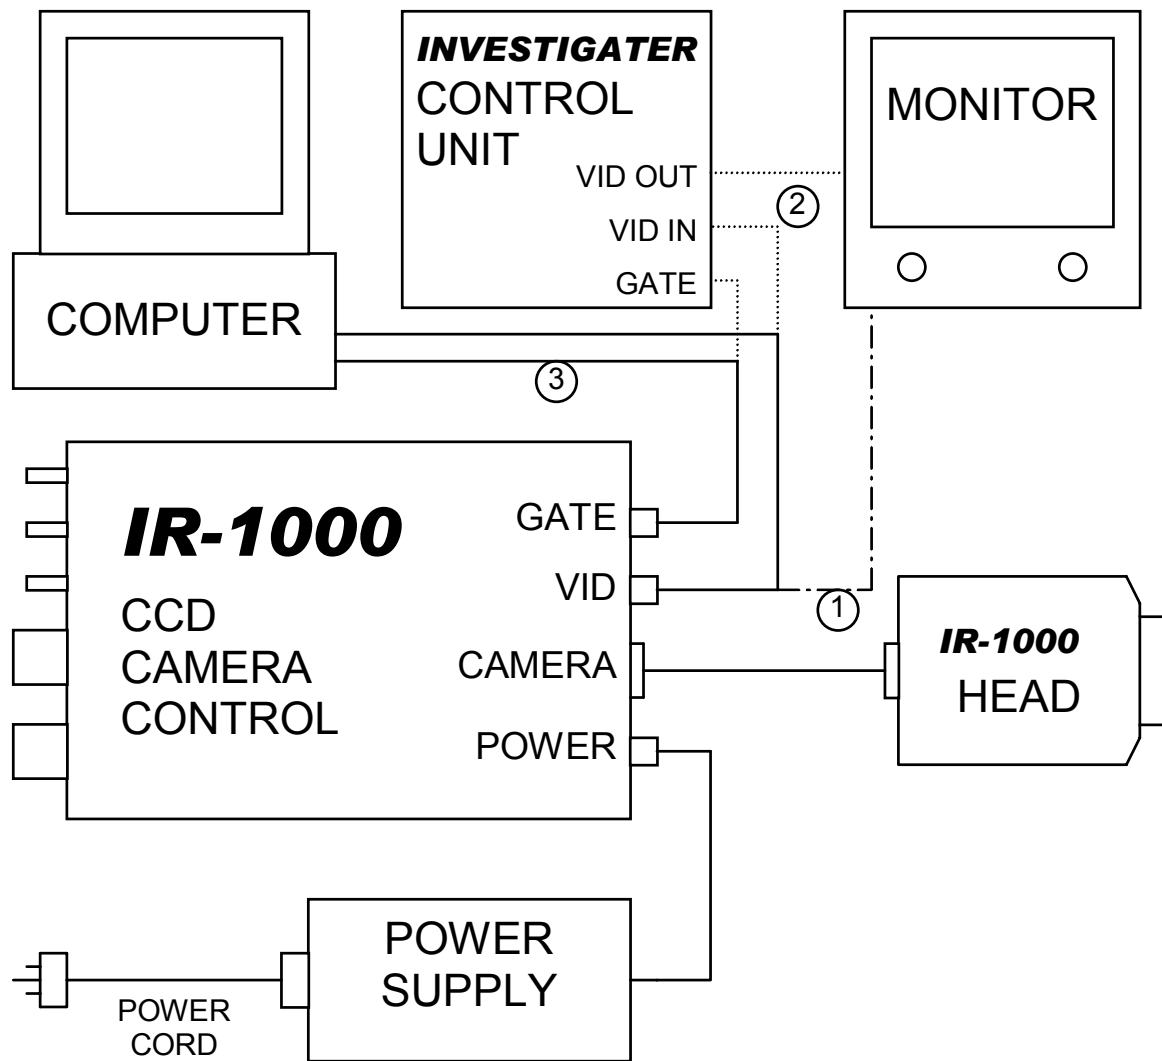 INVESTIGATER
CONTROL
UNIT
VID OUT
VID IN
GATE
MONITOR
2
COMPUTER
3
IR-1000
CCD
CAMERA
CONTROL
GATE
VID
CAMERA
POWER
1
IR-1000
HEAD
POWER
SUPPLY
POWER
CORD